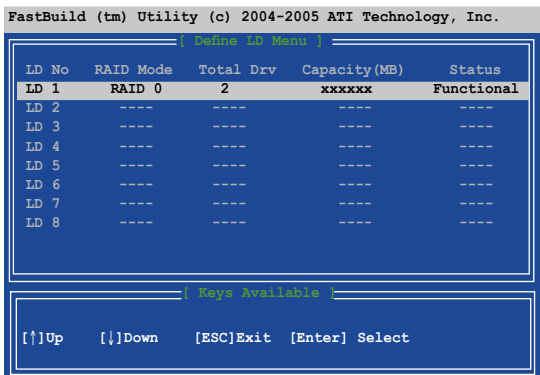 FastBuild (tm) Utility (c) 2004-2005 ATI Technology, Inc.
[ Define LD Menu ]
LD No RAID Mode Total Drv Capacity(MB) Status
LD 1 RAID 0 2 xxxxxx Functional
LD 2 ---- ---- ---- ----
LD 3 ---- ---- ---- ----
LD 4 ---- ---- ---- ----
LD 5 ---- ---- ---- ----
LD 6 ---- ---- ---- ----
LD 7 ---- ---- ---- ----
LD 8 ---- ---- ---- ----
[ Keys Available ]
[↑]Up [↓]Down [ESC]Exit [Enter] Select